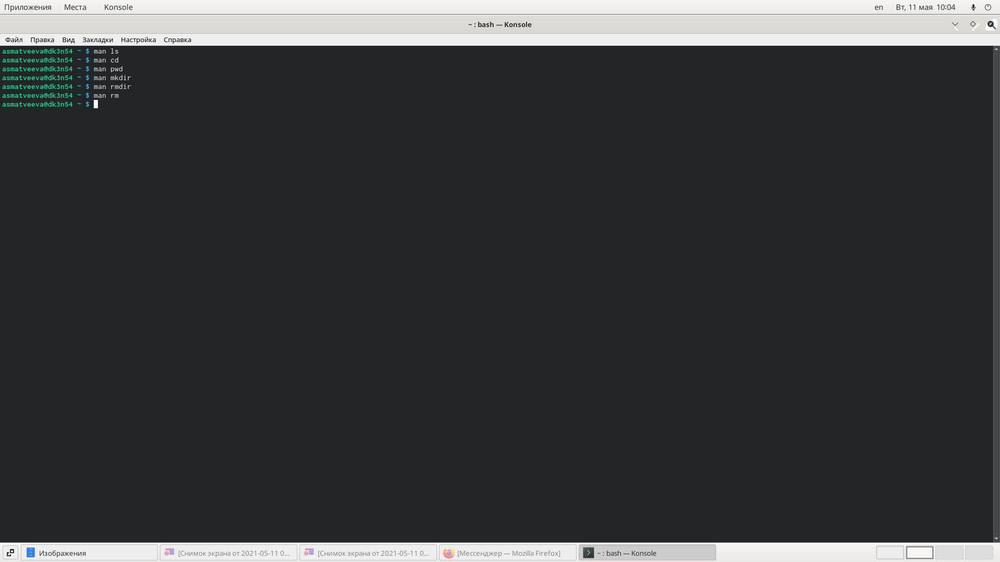 Приложения Места Konsole en Вт, 11 мая 10:04
~ : bash — Konsole
Файл Правка Вид Закладки Настройка Справка
asmatveeva@dk3n54 ~ $ man ls
asmatveeva@dk3n54 ~ $ man cd
asmatveeva@dk3n54 ~ $ man pwd
asmatveeva@dk3n54 ~ $ man mkdir
asmatveeva@dk3n54 ~ $ man rmdir
asmatveeva@dk3n54 ~ $ man rm
asmatveeva@dk3n54 ~ $
Изображения [Снимок экрана от 2021-05-11 0... [Снимок экрана от 2021-05-11 0... [Мессенджер — Mozilla Firefox] ~ : bash — Konsole